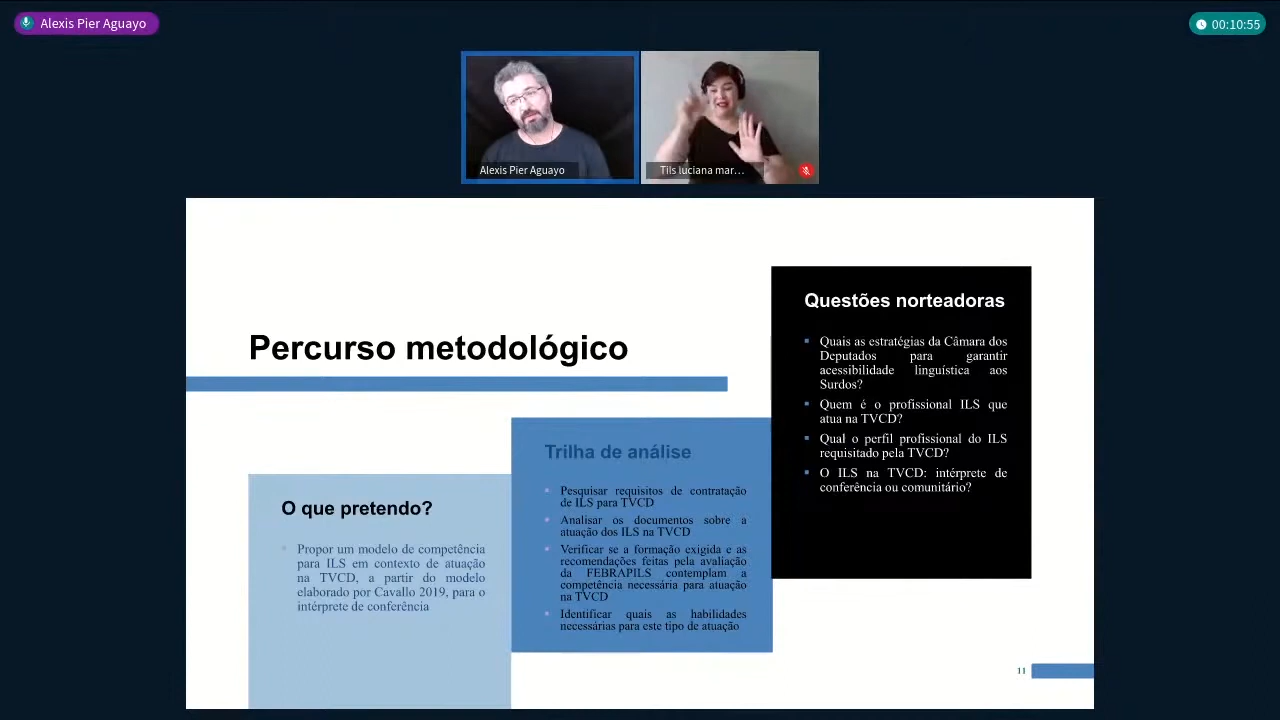 Alexis Pier Aguayo
00:10:55
Alexis Pier Aguayo
Tils luciana mar...
Percurso metodológico
O que pretendo?
Propor um modelo de competência
para ILS em contexto de atuação
na TVCD, a partir do modelo
elaborado por Cavallo 2019, para o
intérprete de conferência
Trilha de análise
Pesquisar requisitos de contratação
de ILS para TVCD
Analisar os documentos sobre a
atuação dos ILS na TVCD
Verificar se a formação exigida e as
recomendações feitas pela avaliação
da FEBRAPILS contemplam a
competência necessária para atuação
na TVCD
Identificar quais as habilidades
necessárias para este tipo de atuação
Questões norteadoras
Quais as estratégias da Câmara dos
Deputados para garantir
acessibilidade linguística aos
Surdos?
Quem é o profissional ILS que
atua na TVCD?
Qual o perfil profissional do ILS
requisitado pela TVCD?
O ILS na TVCD: intérprete de
conferência ou comunitário?
11